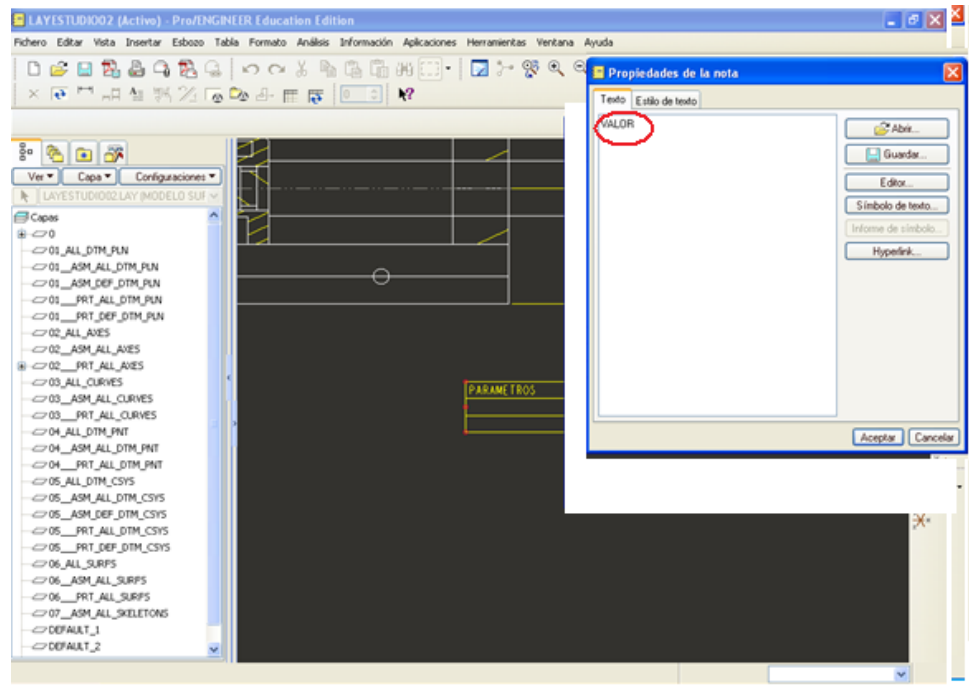 LAYESTUDIO02 (Activo) - Pro/ENGINEER Education Edition
Fichero Editar Vista Insertar Esbozo Tabla Formato Análisis Información Aplicaciones Herramientas Ventana Ayuda
Propiedades de la nota
Texto Estilo de texto
VALOR
Abrir...
Guardar...
Editor...
Símbolo de texto...
Informe de símbolo...
Hyperlink...
Aceptar Cancelar
Ver Capa Configuraciones
LAYESTUDIO02.LAY (MODELO SUP
Capas
0
01_ALL_DTM_PLN
01__ASM_ALL_DTM_PLN
01__ASM_DEF_DTM_PLN
01___PRT_ALL_DTM_PLN
01___PRT_DEF_DTM_PLN
02_ALL_AXES
02__ASM_ALL_AXES
02___PRT_ALL_AXES
03_ALL_CURVES
03__ASM_ALL_CURVES
03___PRT_ALL_CURVES
04_ALL_DTM_PNT
04__ASM_ALL_DTM_PNT
04___PRT_ALL_DTM_PNT
05_ALL_DTM_CSYS
05__ASM_ALL_DTM_CSYS
05__ASM_DEF_DTM_CSYS
05___PRT_ALL_DTM_CSYS
05___PRT_DEF_DTM_CSYS
06_ALL_SURFS
06__ASM_ALL_SURFS
06___PRT_ALL_SURFS
07__ASM_ALL_SKELETONS
DEFAULT_1
DEFAULT_2
PARAMETROS